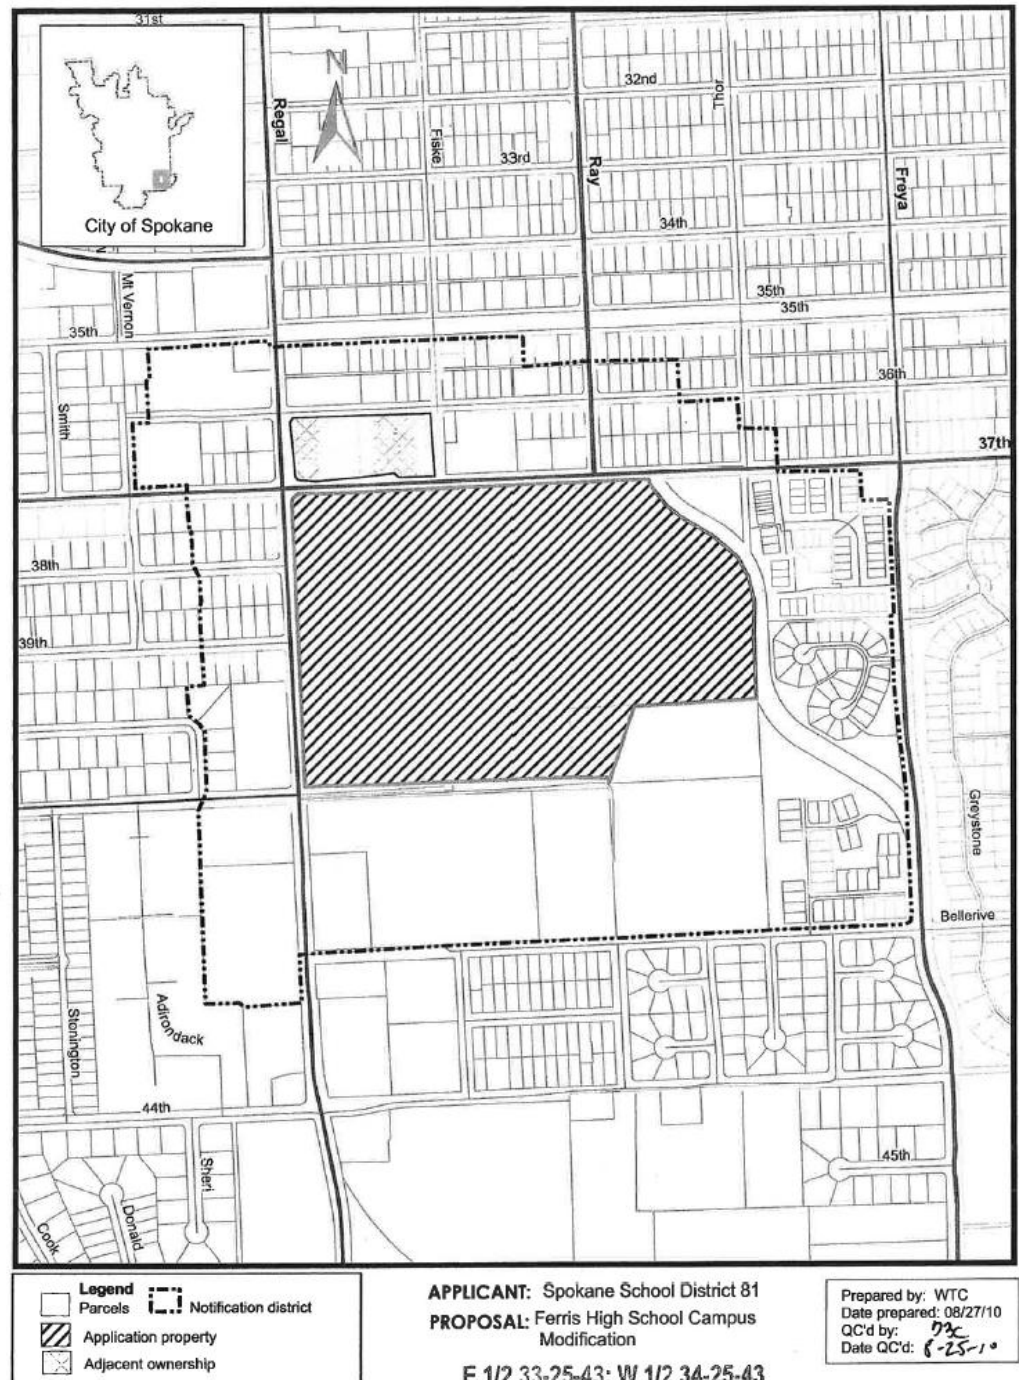 31st
City of Spokane
N
Regal
Fiske
32nd
Thor
33rd
Ray
34th
Freya
Mt Vernon
35th
35th
35th
36th
Smith
37th
38th
39th
Greystone
Bellerive
Stonington
Adirondack
44th
45th
Sheri
Donald
Cook
Legend
Parcels
Notification district
Application property
Adjacent ownership
APPLICANT: Spokane School District 81
PROPOSAL: Ferris High School Campus
Modification
E 1/2 33-25-43; W 1/2 34-25-43
Prepared by: WTC
Date prepared: 08/27/10
QC'd by:
Date QC'd: 8-25-10